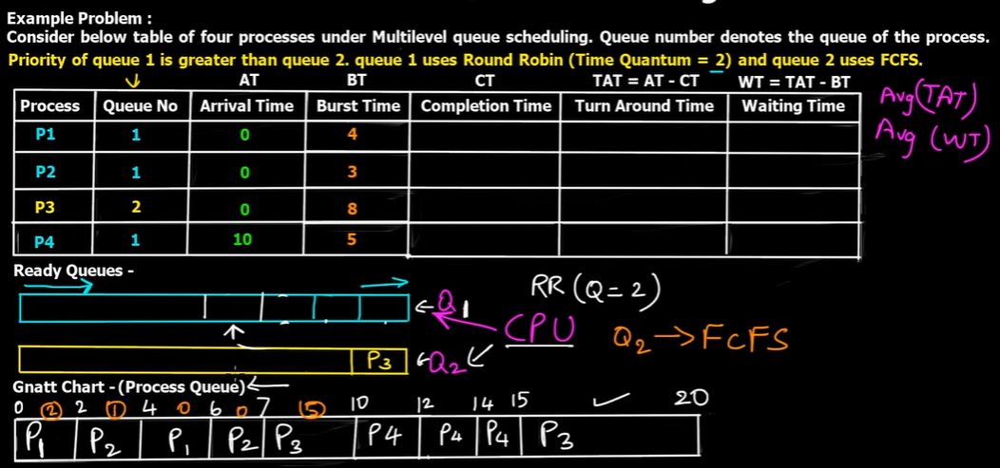 Example Problem :
Consider below table of four processes under Multilevel queue scheduling. Queue number denotes the queue of the process.
Priority of queue 1 is greater than queue 2. queue 1 uses Round Robin (Time Quantum = 2) and queue 2 uses FCFS.
AT BT CT TAT = AT - CT WT = TAT - BT
Process Queue No Arrival Time Burst Time Completion Time Turn Around Time Waiting Time
Avg(TAT)
P1 1 0 4
Avg (WT)
P2 1 0 3
P3 2 0 8
P4 1 10 5
Ready Queues -
RR (Q=2)
Q1
CPU Q2 → FCFS
P3 Q2
Gnatt Chart - (Process Queue)
0 2 2 1 4 0 6 0 7 5 10 12 14 15 20
P1 P2 P1 P2 P3 P4 P4 P4 P3